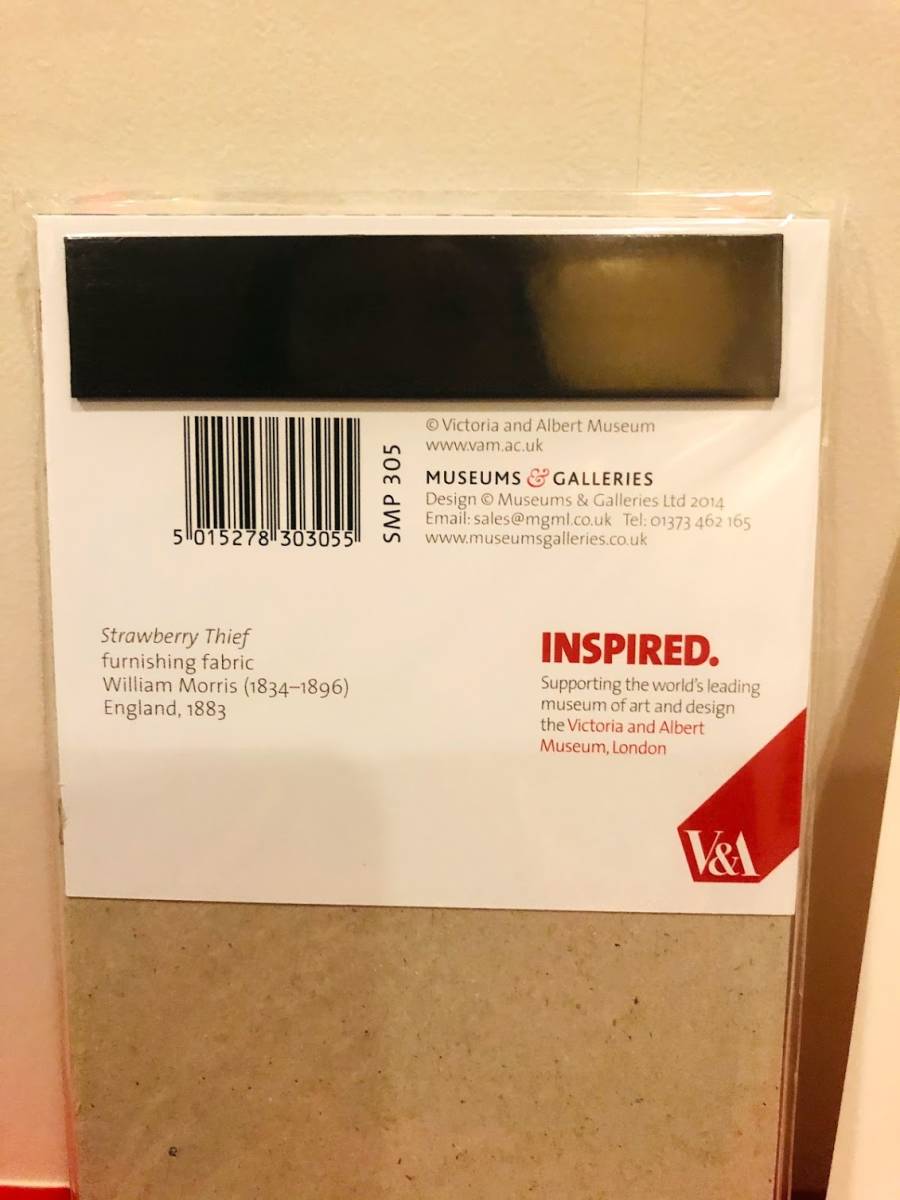 © Victoria and Albert Museum
www.vam.ac.uk
MUSEUMS & GALLERIES
Design © Museums & Galleries Ltd 2014
Email: sales@mgml.co.uk Tel: 01373 462 165
www.museumsgalleries.co.uk
SMP 305
5 015278 303055
Strawberry Thief
furnishing fabric
William Morris (1834–1896)
England, 1883
INSPIRED.
Supporting the world's leading
museum of art and design
the Victoria and Albert
Museum, London
V&A